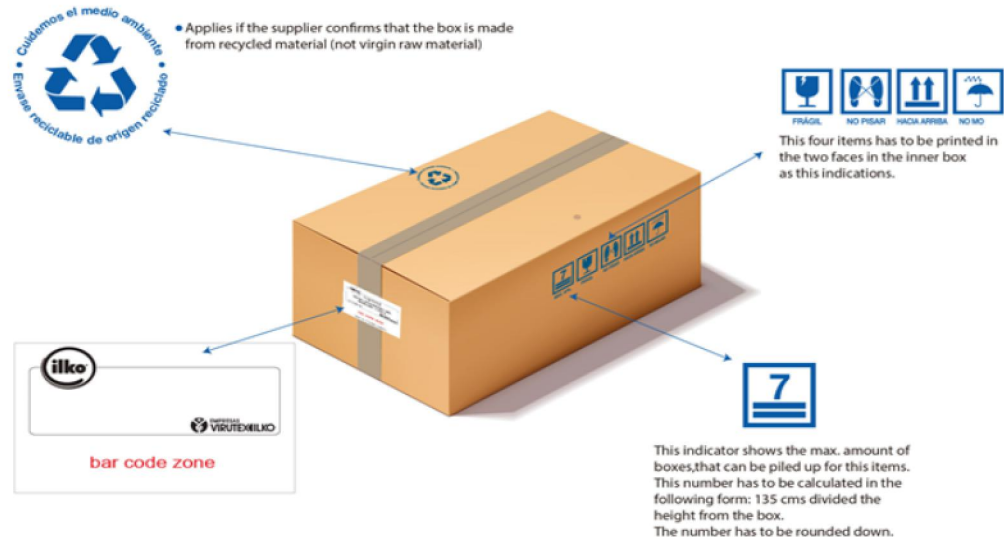 Cuidemos el medio ambiente
Envase reciclable de origen reciclado
• Applies if the supplier confirms that the box is made
from recycled material (not virgin raw material)
FRÁGIL
NO PISAR
HACIA ARRIBA
NO MO
This four items has to be printed in
the two faces in the inner box
as this indications.
7
ilko
EMPRESAS
VIRUTEX ILKO
bar code zone
7
This indicator shows the max. amount of
boxes,that can be piled up for this items.
This number has to be calculated in the
following form: 135 cms divided the
height from the box.
The number has to be rounded down.